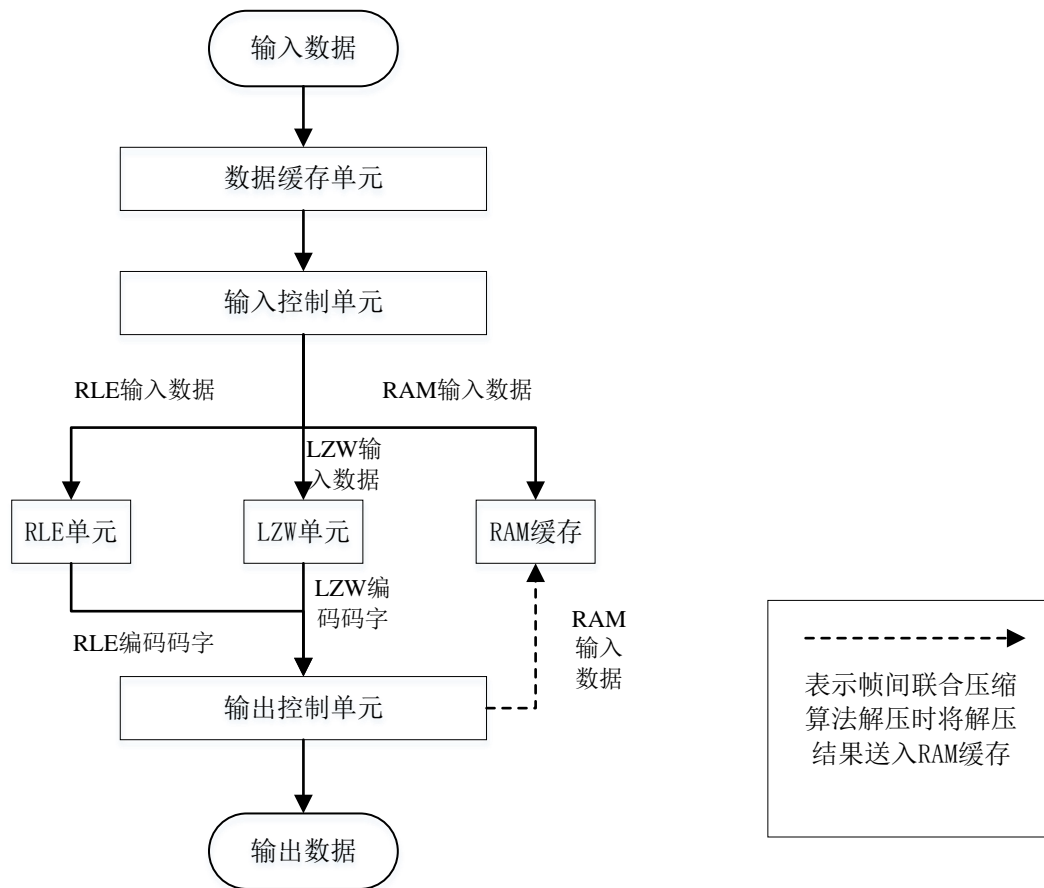 输入数据
数据缓存单元
输入控制单元
RLE输入数据
RAM输入数据
LZW输
入数据
RLE单元
LZW单元
RAM缓存
LZW编
码码字
RLE编码码字
RAM
输入
数据
输出控制单元
输出数据
表示帧间联合压缩
算法解压时将解压
结果送入RAM缓存